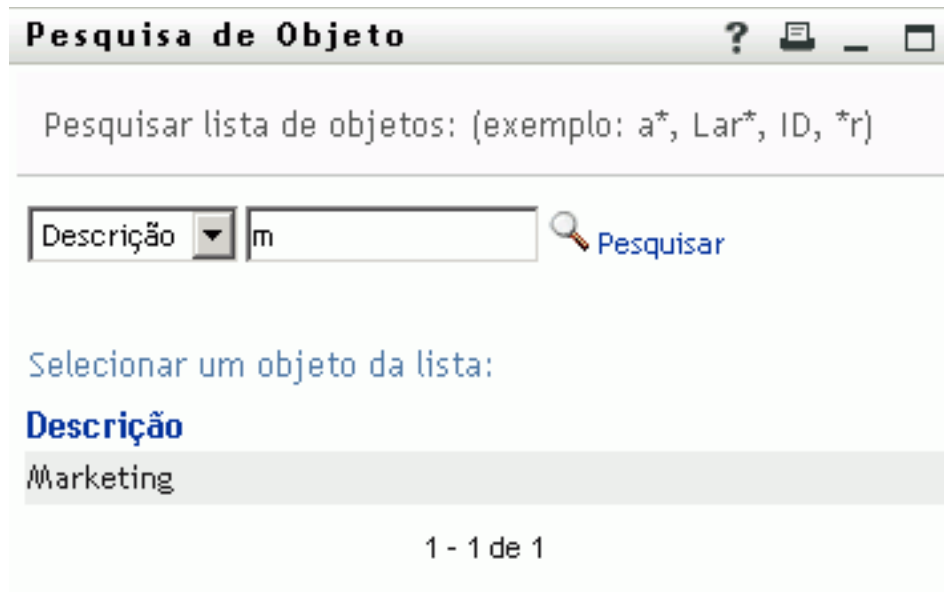 Pesquisa de Objeto ?
Pesquisar lista de objetos: (exemplo: a*, Lar*, ID, *r)
Descrição m Pesquisar
Selecionar um objeto da lista:
Descrição
Marketing
1 - 1 de 1